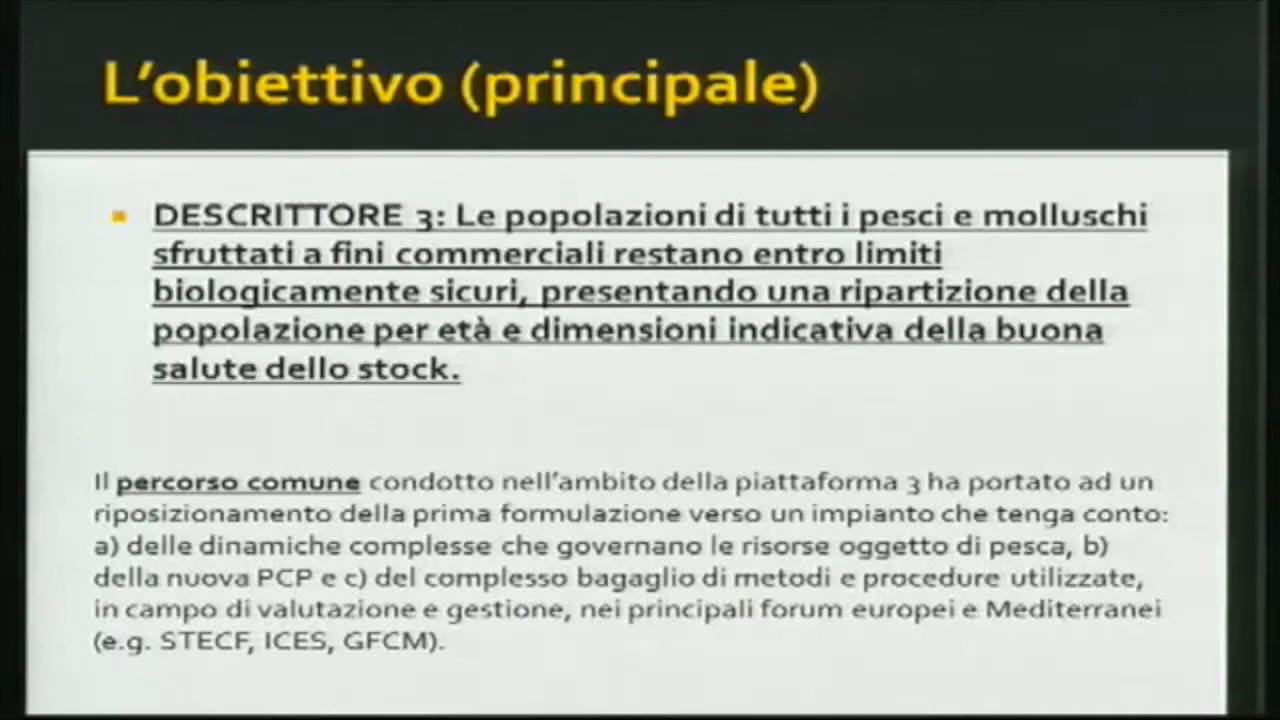 L'obiettivo (principale)
DESCRITTORE 3: Le popolazioni di tutti i pesci e molluschi
sfruttati a fini commerciali restano entro limiti
biologicamente sicuri, presentando una ripartizione della
popolazione per età e dimensioni indicativa della buona
salute dello stock.
Il percorso comune condotto nell'ambito della piattaforma 3 ha portato ad un
riposizionamento della prima formulazione verso un impianto che tenga conto:
a) delle dinamiche complesse che governano le risorse oggetto di pesca, b)
della nuova PCP e c) del complesso bagaglio di metodi e procedure utilizzate,
in campo di valutazione e gestione, nei principali forum europei e Mediterranei
(e.g. STECF, ICES, GFCM).